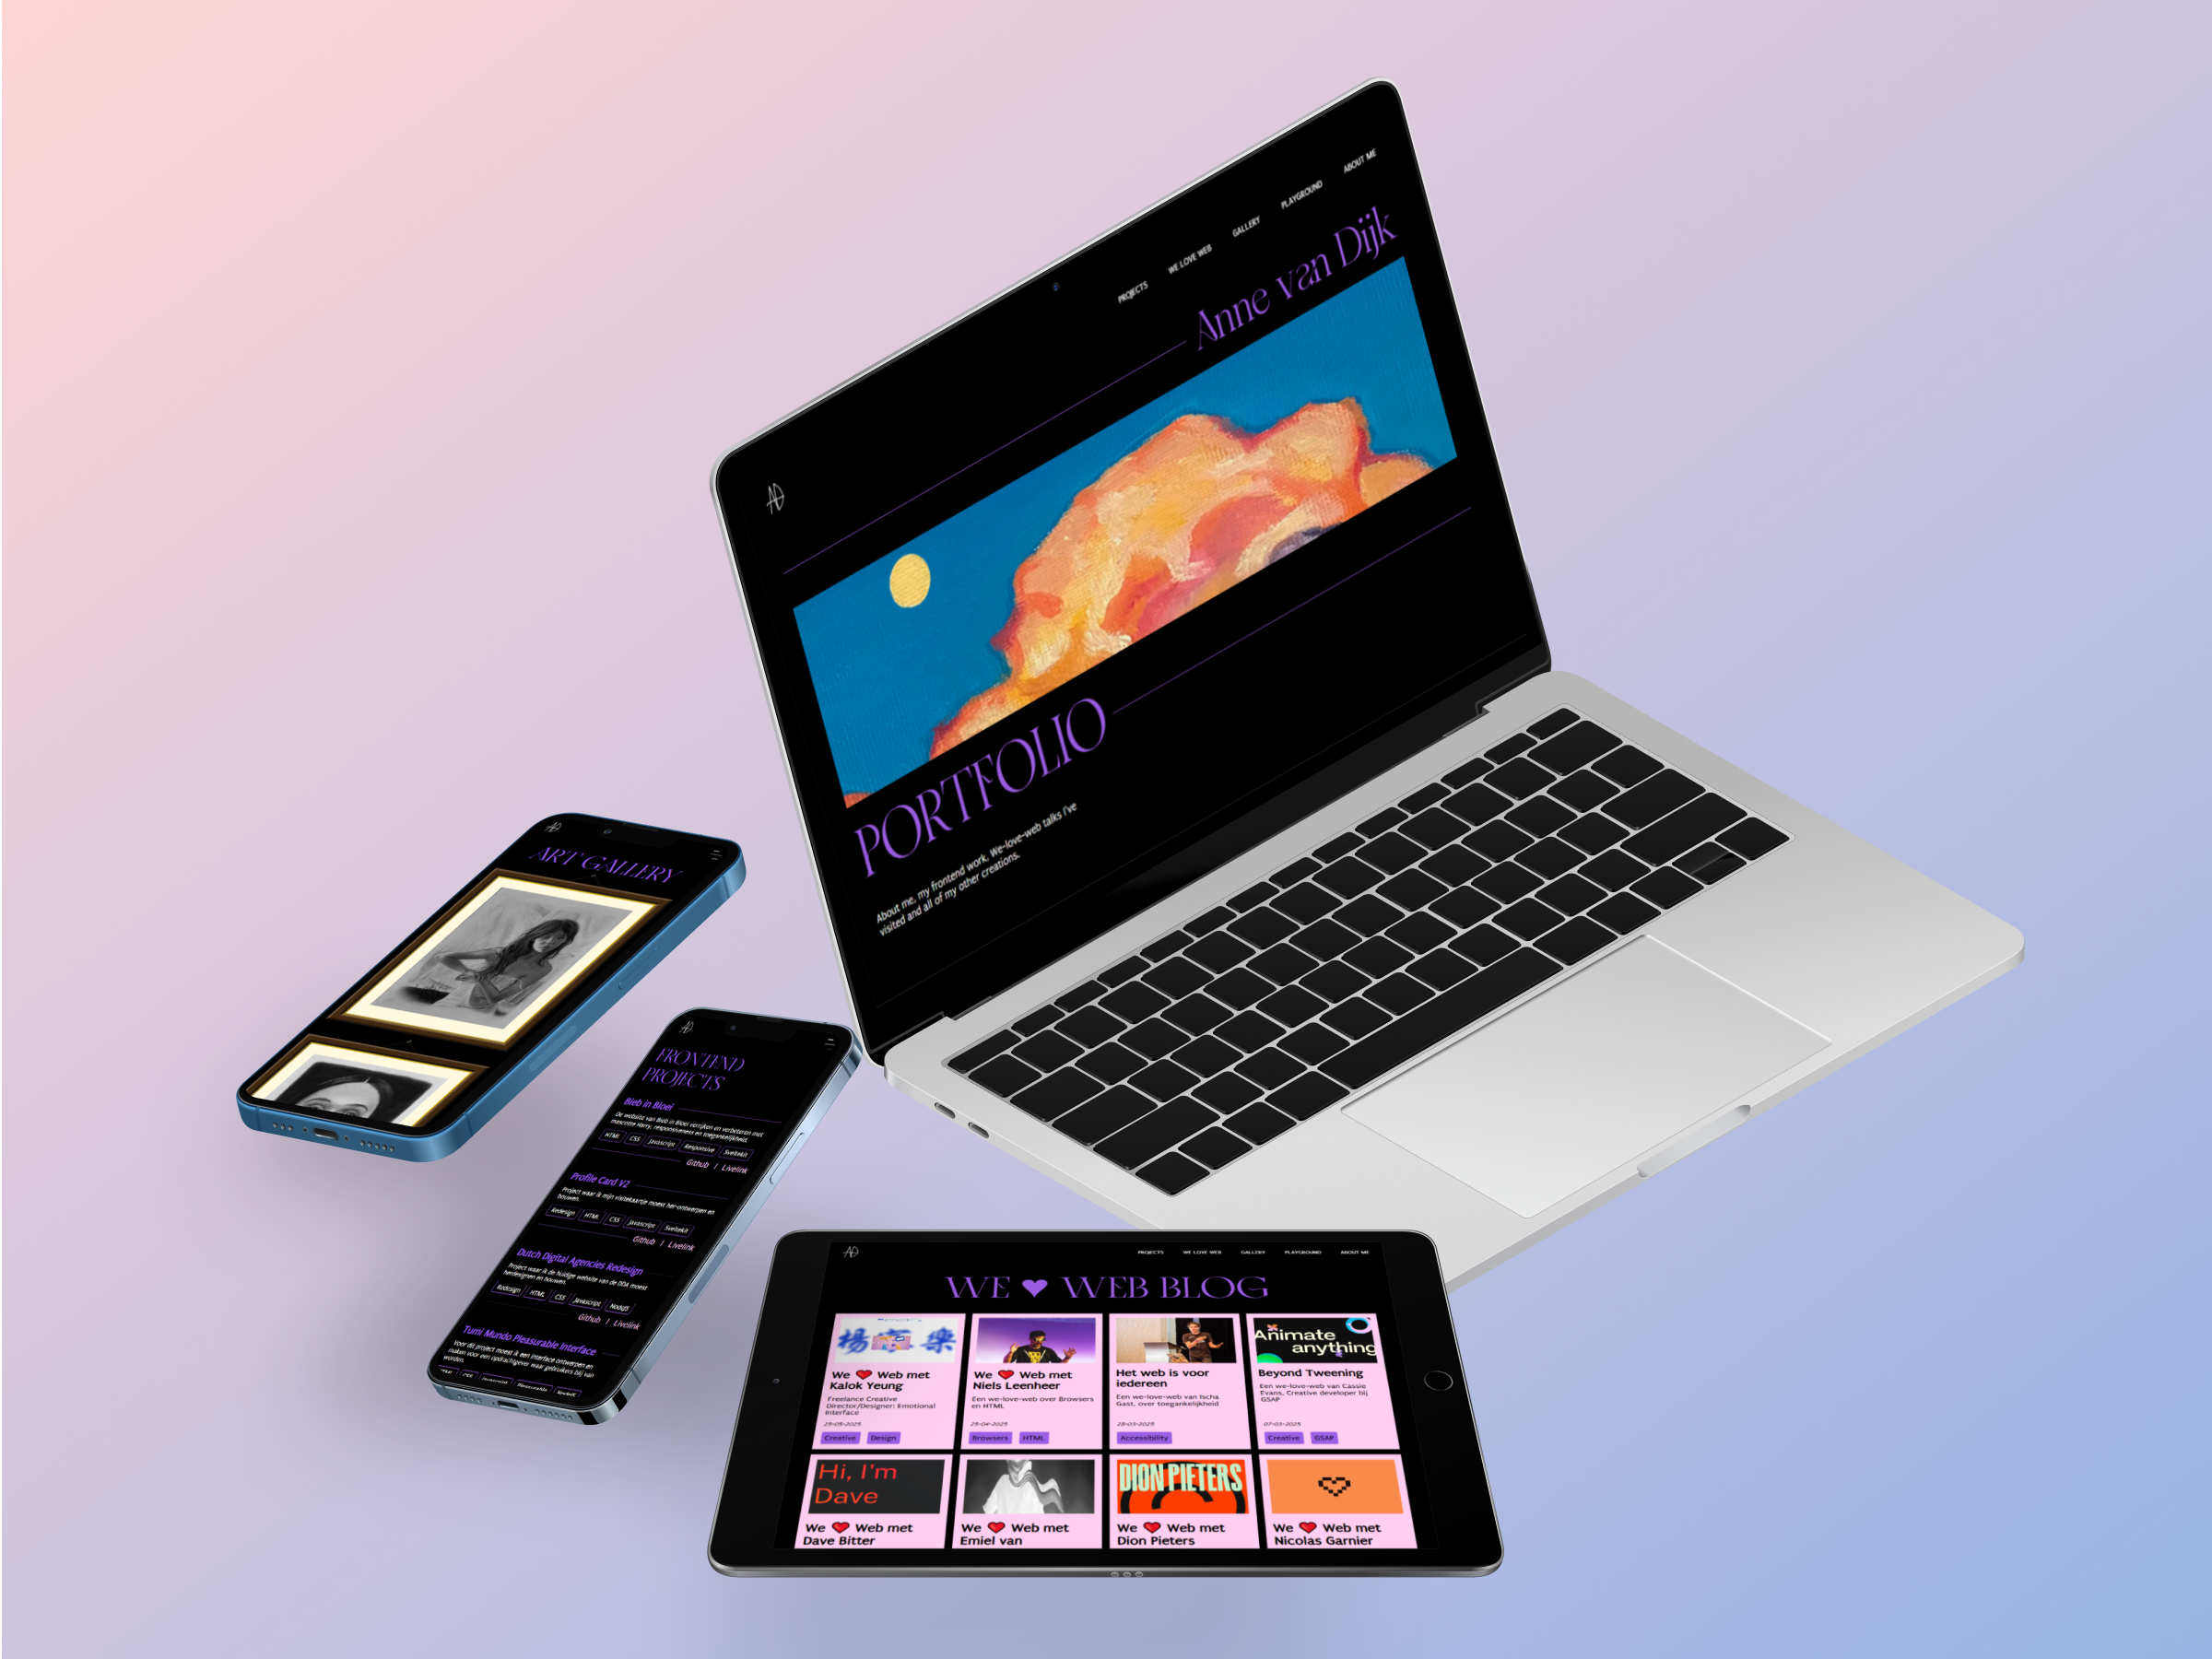 PROJECTS
WE LOVE WEB
GALLERY
PLAYGROUND
ABOUT ME
Anne van Dijk
PORTFOLIO
About me, my frontend work, We-love-web talks I've
visited and all of my other creations.
ART GALLERY
FRONTEND
PROJECTS
Bieb in Bloei
De website van Bieb in Bloei verrijken en verbeteren met
mascotte Harry, responsiveness en toegankelijkheid.
HTML CSS Javascript Responsive Sveltekit
Github | Livelink
Profile Card V2
Project waar ik mijn visitekaartje moest her-ontwerpen en
bouwen.
Redesign HTML CSS Javascript Sveltekit
Github | Livelink
Dutch Digital Agencies Redesign
Project waar ik de huidige website van de DDA moest
herdesignen en bouwen.
Redesign HTML CSS Javascript NodeJS
Github | Livelink
Tumi Mundo Pleasurable Interface
Voor dit project moest ik een interface ontwerpen en
maken voor een opdrachtgever waar gebruikers blij van
worden.
PROJECTS WE LOVE WEB GALLERY PLAYGROUND ABOUT ME
WE ♥ WEB BLOG
We ❤ Web met
Kalok Yeung
Freelance Creative
Director/Designer: Emotional
Interface
25-05-2025
Creative Design
We ❤ Web met
Niels Leenheer
Een we-love-web over Browsers
en HTML
25-04-2025
Browsers HTML
Het web is voor
iedereen
Een we-love-web van Ischa
Gast, over toegankelijkheid
28-03-2025
Accessibility
Animate
anything
Beyond Tweening
Een we-love-web van Cassie
Evans, Creative developer bij
GSAP
07-03-2025
Creative GSAP
Hi, I'm
Dave
We ❤ Web met
Dave Bitter
We ❤ Web met
Emiel van
DION PIETERS
We ❤ Web met
Dion Pieters
We ❤ Web met
Nicolas Garnier